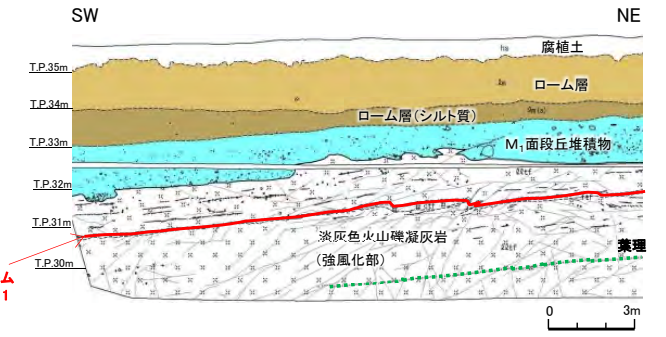 SW
NE
腐植土
T.P.35m
ローム層
T.P.34m
ローム層(シルト質)
T.P.33m
M₁面段丘堆積物
T.P.32m
T.P.31m
淡灰色火山礫凝灰岩
(強風化部)
葉理
T.P.30m
ム
1
0
3m